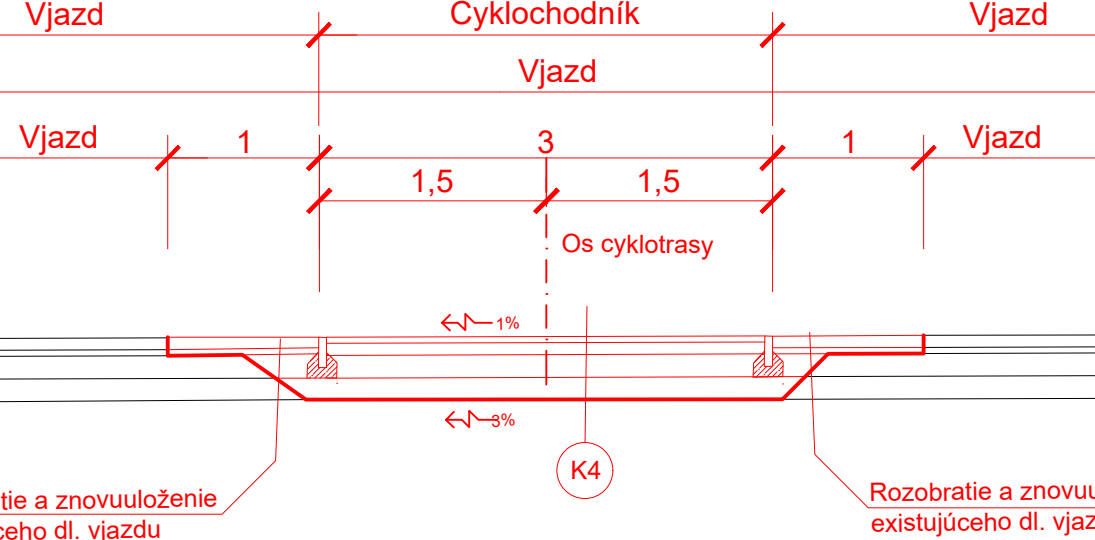 Vjazd Cyklochodník Vjazd
Vjazd
Vjazd 1 3 1 Vjazd
1,5 1,5
Os cyklotrasy
1%
3%
K4
tie a znovuuloženie
ceho dl. vjazdu
Rozobratie a znovuu
existujúceho dl. vjaz